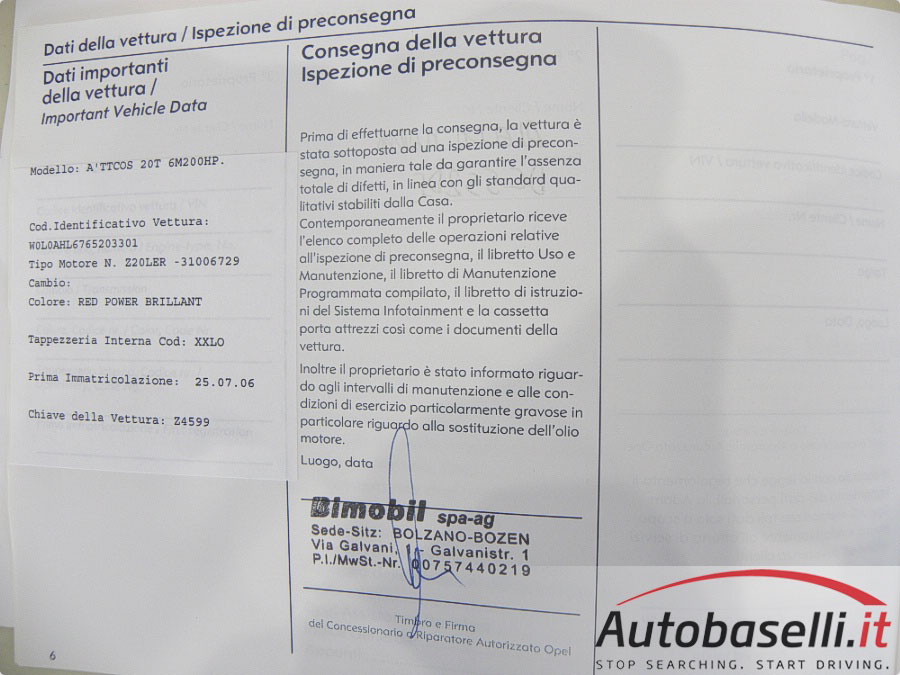 Dati della vettura / Ispezione di preconsegna
Dati importanti
della vettura /
Important Vehicle Data
Modello: A'TTCOS 20T 6M200HP.
Cod.Identificativo Vettura:
W0L0AHL6765203301
Tipo Motore N. Z20LER -31006729
Cambio:
Colore: RED POWER BRILLANT
Tappezzeria Interna Cod: XXLO
Prima Immatricolazione: 25.07.06
Chiave della Vettura: Z4599
6
Consegna della vettura
Ispezione di preconsegna
Prima di effettuarne la consegna, la vettura è
stata sottoposta ad una ispezione di precon-
segna, in maniera tale da garantire l'assenza
totale di difetti, in linea con gli standard qua-
litativi stabiliti dalla Casa.
Contemporaneamente il proprietario riceve
l'elenco completo delle operazioni relative
all'ispezione di preconsegna, il libretto Uso e
Manutenzione, il libretto di Manutenzione
Programmata compilato, il libretto di istruzio-
ni del Sistema Infotainment e la cassetta
porta attrezzi così come i documenti della
vettura.
Inoltre il proprietario è stato informato riguar-
do agli intervalli di manutenzione e alle con-
dizioni di esercizio particolarmente gravose in
particolare riguardo alla sostituzione dell'olio
motore.
Luogo, data
Bimobil spa-ag
Sede-Sitz: BOLZANO-BOZEN
Via Galvani, 1 - Galvanistr. 1
P.I./MwSt.-Nr. 00757440219
Timbro e Firma
del Concessionario o Riparatore Autorizzato Opel
Autobaselli.it
STOP SEARCHING. START DRIVING.